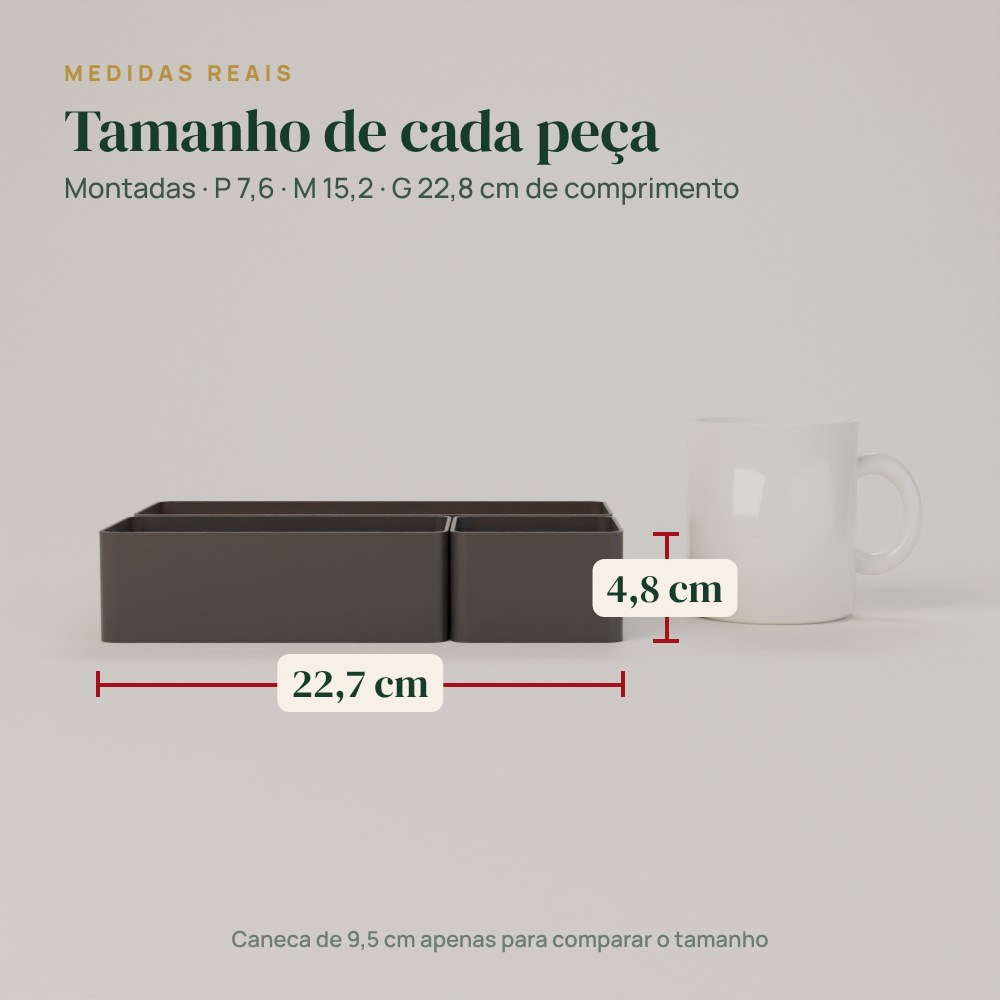 MEDIDAS REAIS
Tamanho de cada peça
Montadas · P 7,6 · M 15,2 · G 22,8 cm de comprimento
4,8 cm
22,7 cm
Caneca de 9,5 cm apenas para comparar o tamanho